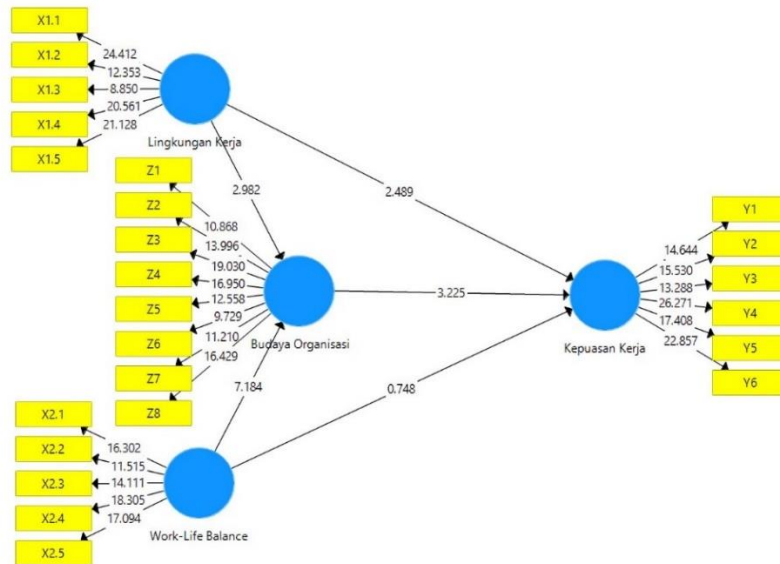 X1.1
X1.2
X1.3
X1.4
X1.5
24.412
12.353
8.850
20.561
21.128
Lingkungan Kerja
2.982
2.489
Z1
Z2
Z3
Z4
Z5
Z6
Z7
Z8
10.868
13.996
19.030
16.950
12.558
9.729
11.210
16.429
Budaya Organisasi
3.225
7.184
0.748
Y1
Y2
Y3
Y4
Y5
Y6
14.644
15.530
13.288
26.271
17.408
22.857
Kepuasan Kerja
X2.1
X2.2
X2.3
X2.4
X2.5
16.302
11.515
14.111
18.305
17.094
Work-Life Balance